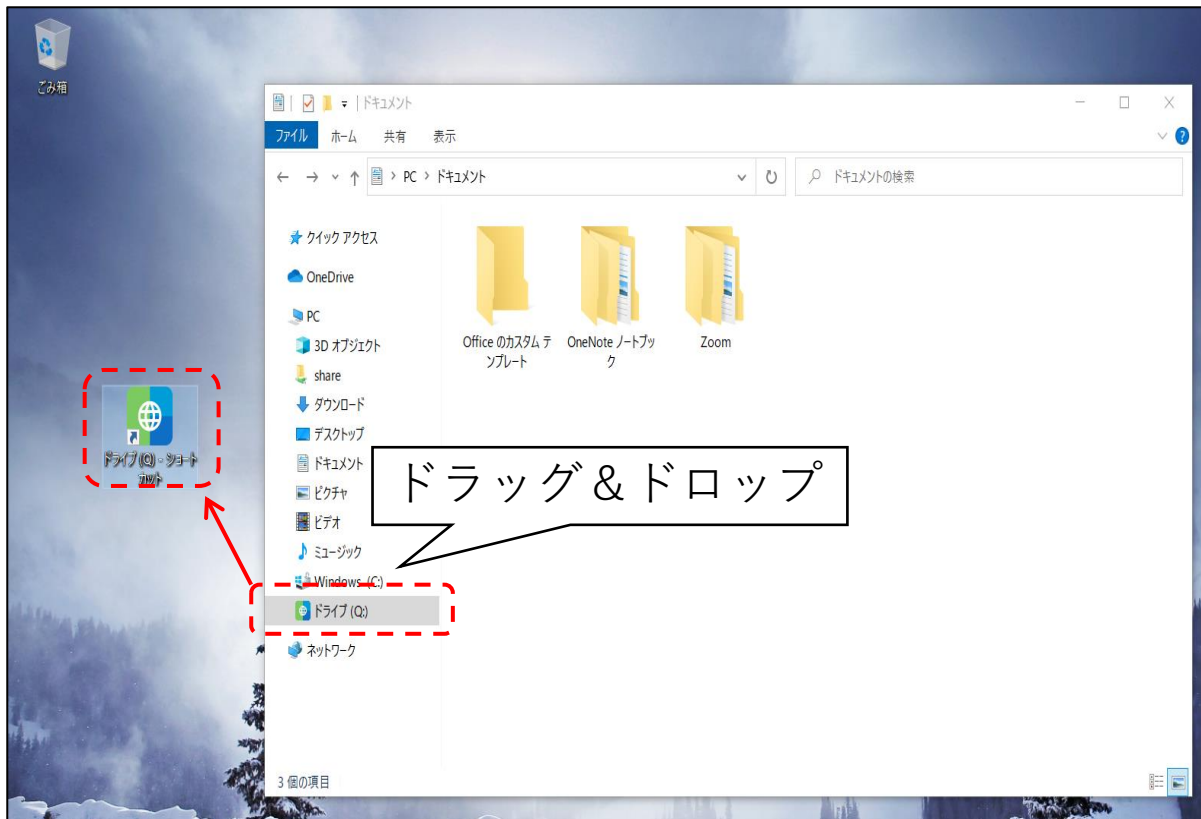 ごみ箱
ドキュメント
ファイル ホーム 共有 表示
PC ドキュメント ドキュメントの検索
クイック アクセス
OneDrive
PC
3D オブジェクト
share
ダウンロード
デスクトップ
ドキュメント
ピクチャ
ビデオ
ミュージック
Windows (C:)
ドライブ (Q:)
ネットワーク
Office のカスタム テ
ンプレート
OneNote ノートブッ
ク
Zoom
ドライブ (Q) - ショート
カット
ドラッグ&ドロップ
3 個の項目